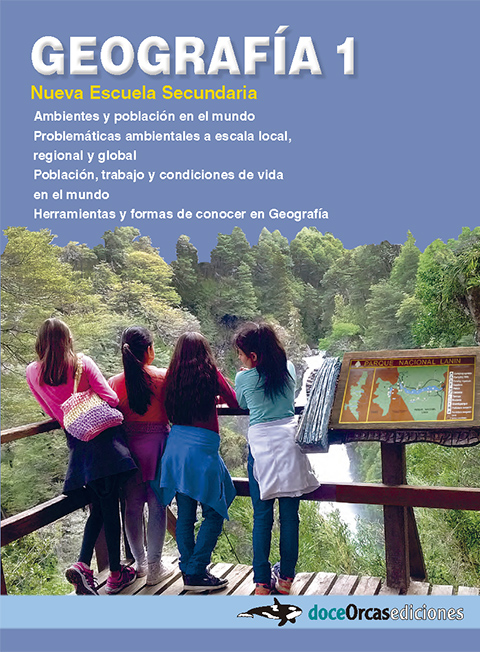 GEOGRAFÍA 1
Nueva Escuela Secundaria
Ambientes y población en el mundo
Problemáticas ambientales a escala local,
regional y global
Población, trabajo y condiciones de vida
en el mundo
Herramientas y formas de conocer en Geografía
PARQUE NACIONAL LANIN
doceOrcasediciones